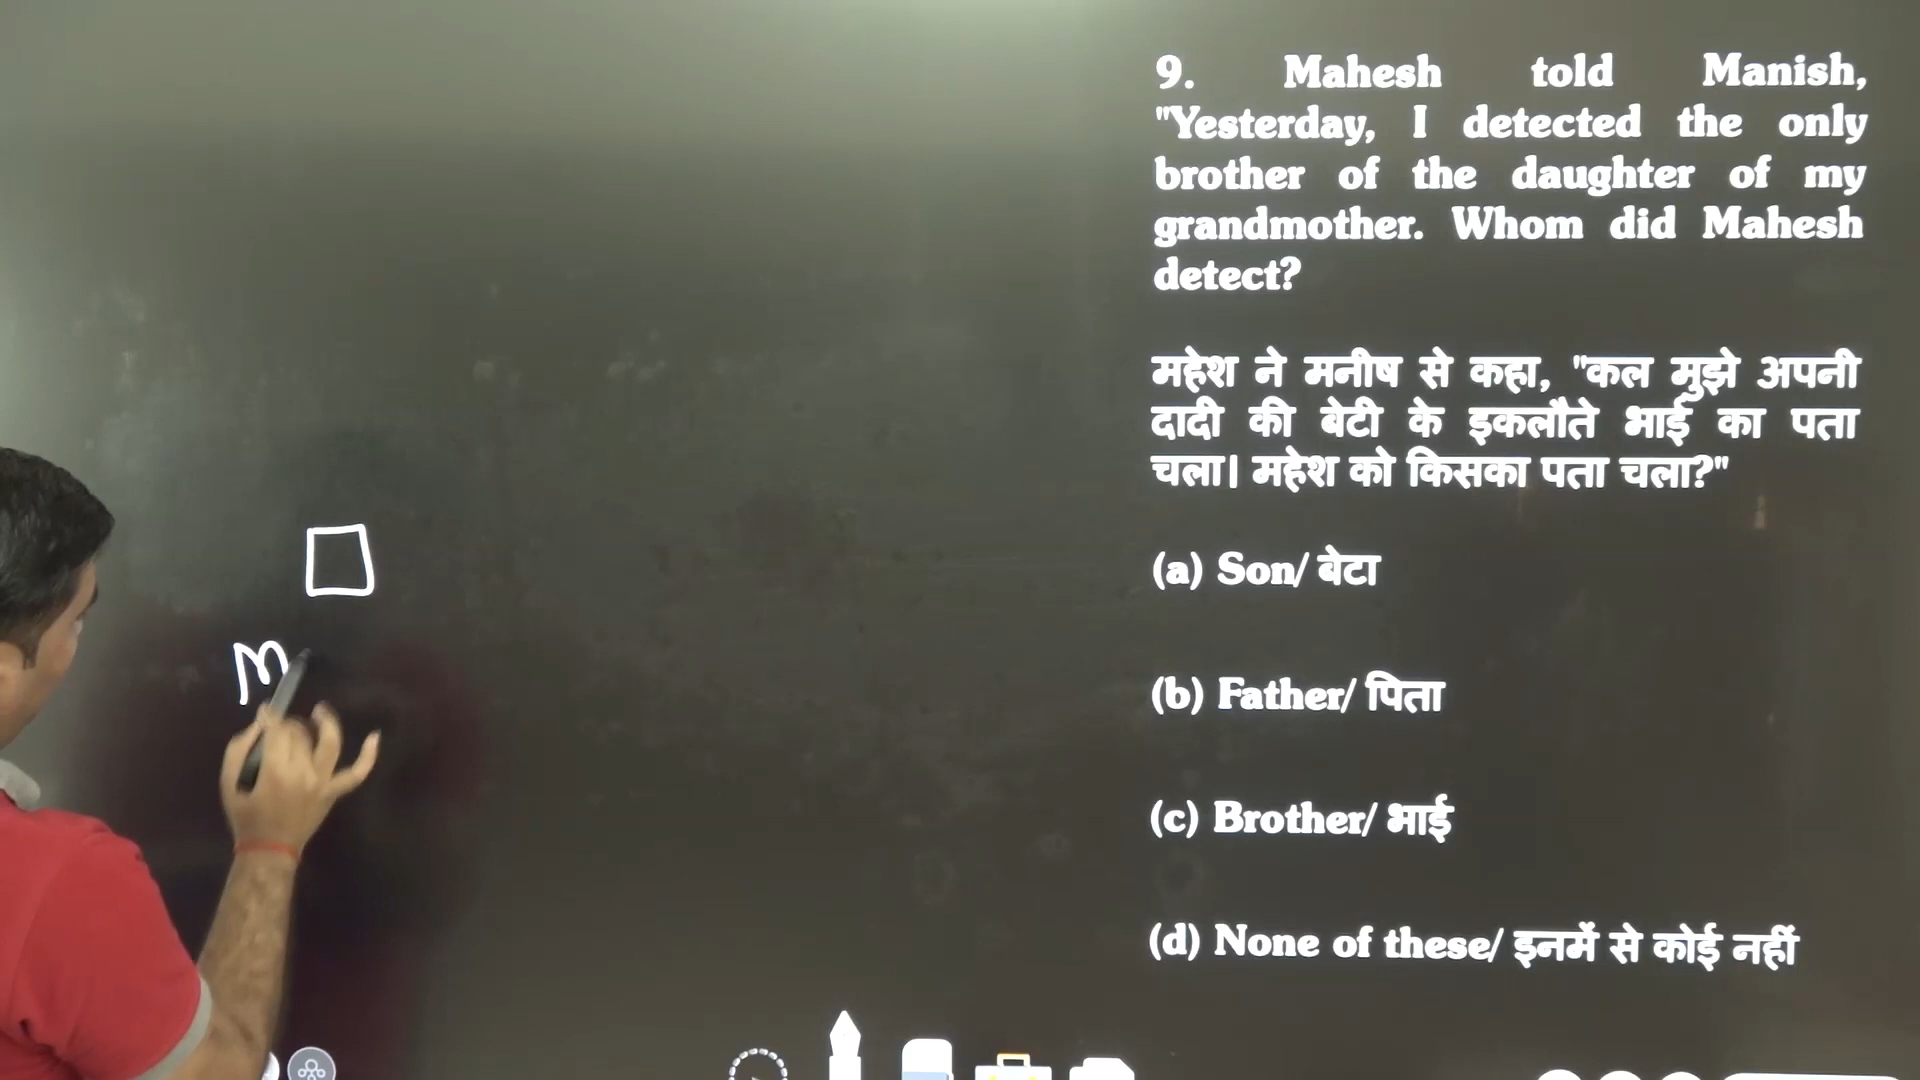 9. Mahesh told Manish,
"Yesterday, I detected the only
brother of the daughter of my
grandmother. Whom did Mahesh
detect?
महेश ने मनीष से कहा, "कल मुझे अपनी
दादी की बेटी के इकलौते भाई का पता
चला। महेश को किसका पता चला?"
(a) Son/ बेटा
(b) Father/ पिता
(c) Brother/ भाई
(d) None of these/ इनमें से कोई नहीं
M